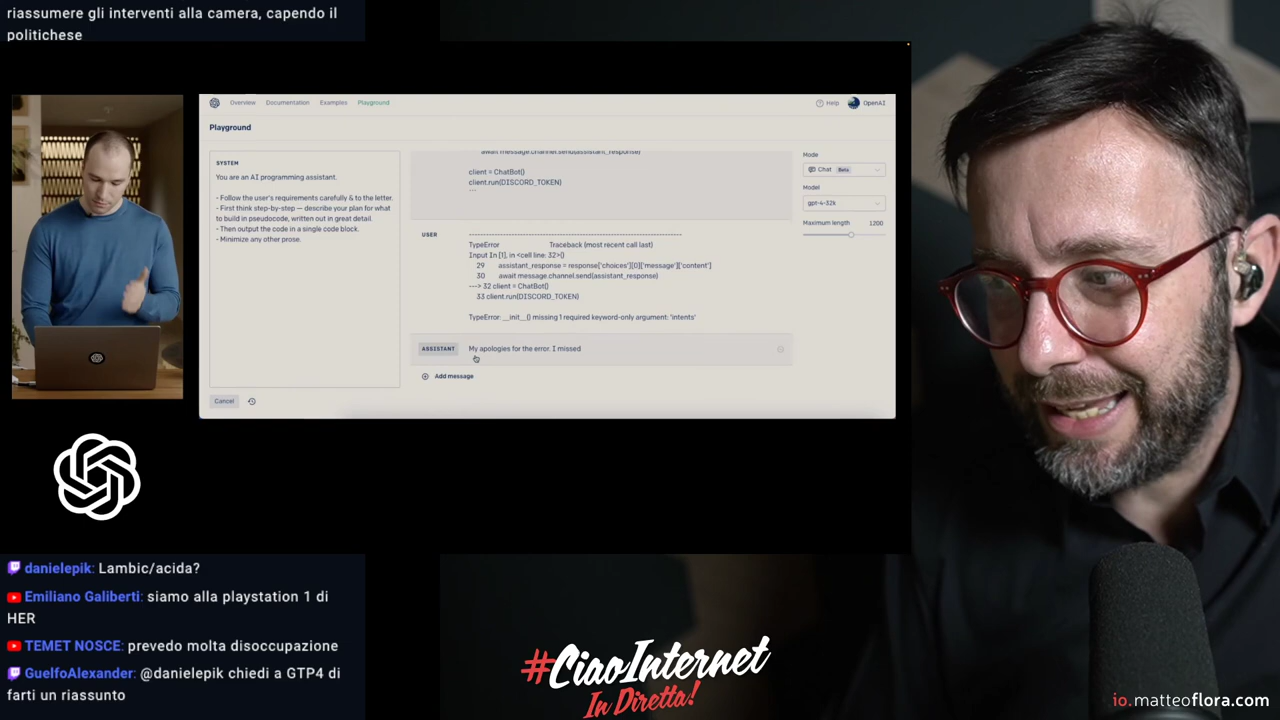 riassumere gli interventi alla camera, capendo il
politichese
Overview Documentation Examples Playground
Help OpenAI
Playground
SYSTEM
You are an AI programming assistant.
- Follow the user's requirements carefully & to the letter.
- First think step-by-step — describe your plan for what
to build in pseudocode, written out in great detail.
- Then output the code in a single code block.
- Minimize any other prose.
Cancel
await message.channel.send(assistant_response)
client = ChatBot()
client.run(DISCORD_TOKEN)
```
USER
---------------------------------------------------------------------------
TypeError Traceback (most recent call last)
Input In [1], in <cell line: 32>()
29 assistant_response = response['choices'][0]['message']['content']
30 await message.channel.send(assistant_response)
---> 32 client = ChatBot()
33 client.run(DISCORD_TOKEN)
TypeError: __init__() missing 1 required keyword-only argument: 'intents'
ASSISTANT
My apologies for the error. I missed
Add message
Mode
Chat Beta
Model
gpt-4-32k
Maximum length 1200
danielepik: Lambic/acida?
Emiliano Galiberti: siamo alla playstation 1 di
HER
TEMET NOSCE: prevedo molta disoccupazione
GuelfoAlexander: @danielepik chiedi a GTP4 di
farti un riassunto
#CiaoInternet
In Diretta!
io.matteoflora.com